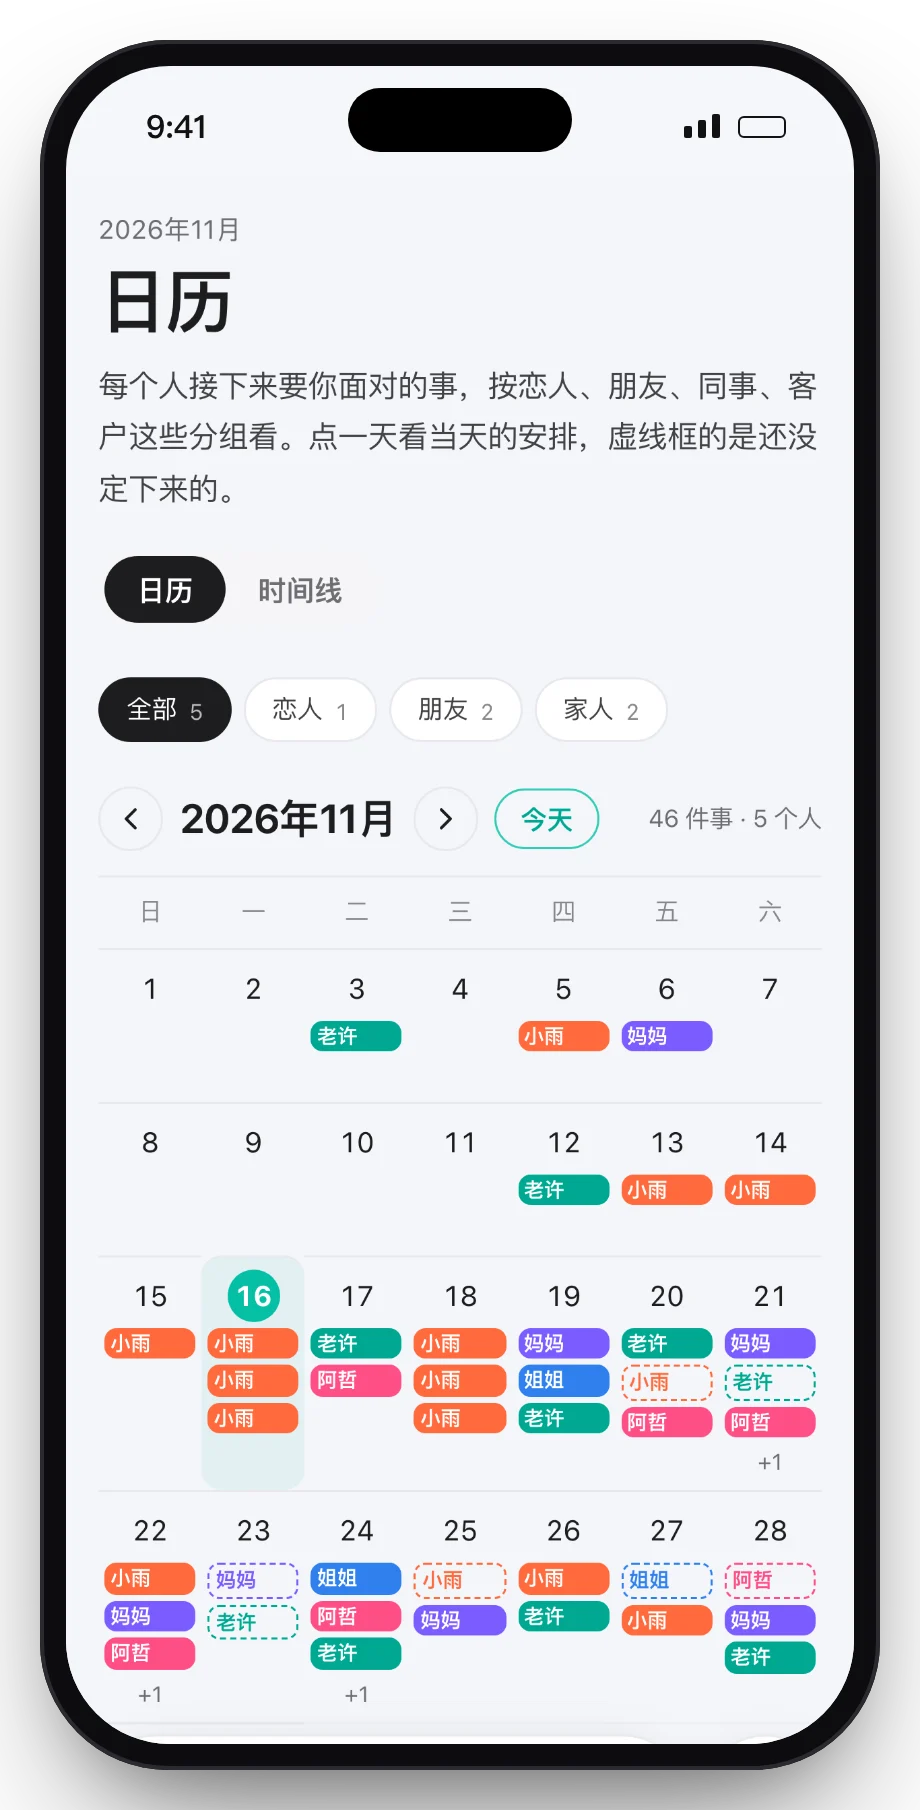 9:41
2026年11月
日历
每个人接下来要你面对的事，按恋人、朋友、同事、客
户这些分组看。点一天看当天的安排，虚线框的是还没
定下来的。
日历 时间线
全部 5 恋人 1 朋友 2 家人 2
2026年11月 今天 46 件事 · 5 个人
日 一 二 三 四 五 六
1 2 3 4 5 6 7
老许 小雨 妈妈
8 9 10 11 12 13 14
老许 小雨 小雨
15 16 17 18 19 20 21
小雨 小雨 老许 小雨 妈妈 老许 妈妈
小雨 阿哲 小雨 姐姐 小雨 老许
小雨 小雨 老许 阿哲 阿哲
+1
22 23 24 25 26 27 28
小雨 妈妈 姐姐 小雨 小雨 姐姐 阿哲
妈妈 老许 阿哲 妈妈 老许 小雨 妈妈
阿哲 老许 老许
+1 +1